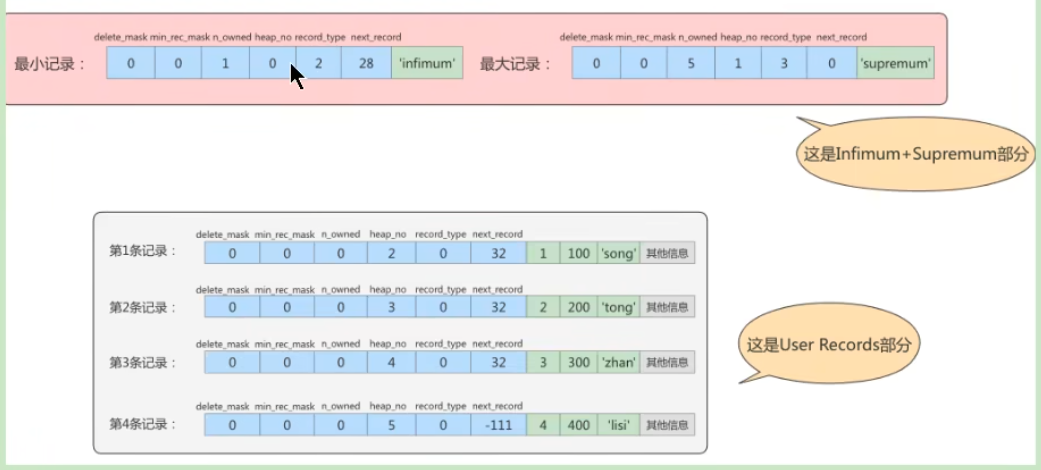 delete_mask min_rec_mask n_owned heap_no record_type next_record
最小记录： 0 0 1 0 2 28 'infimum'
delete_mask min_rec_mask n_owned heap_no record_type next_record
最大记录： 0 0 5 1 3 0 'supremum'
这是Infimum+Supremum部分
delete_mask min_rec_mask n_owned heap_no record_type next_record
第1条记录： 0 0 0 2 0 32 1 100 'song' 其他信息
delete_mask min_rec_mask n_owned heap_no record_type next_record
第2条记录： 0 0 0 3 0 32 2 200 'tong' 其他信息
delete_mask min_rec_mask n_owned heap_no record_type next_record
第3条记录： 0 0 0 4 0 32 3 300 'zhan' 其他信息
delete_mask min_rec_mask n_owned heap_no record_type next_record
第4条记录： 0 0 0 5 0 -111 4 400 'lisi' 其他信息
这是User Records部分